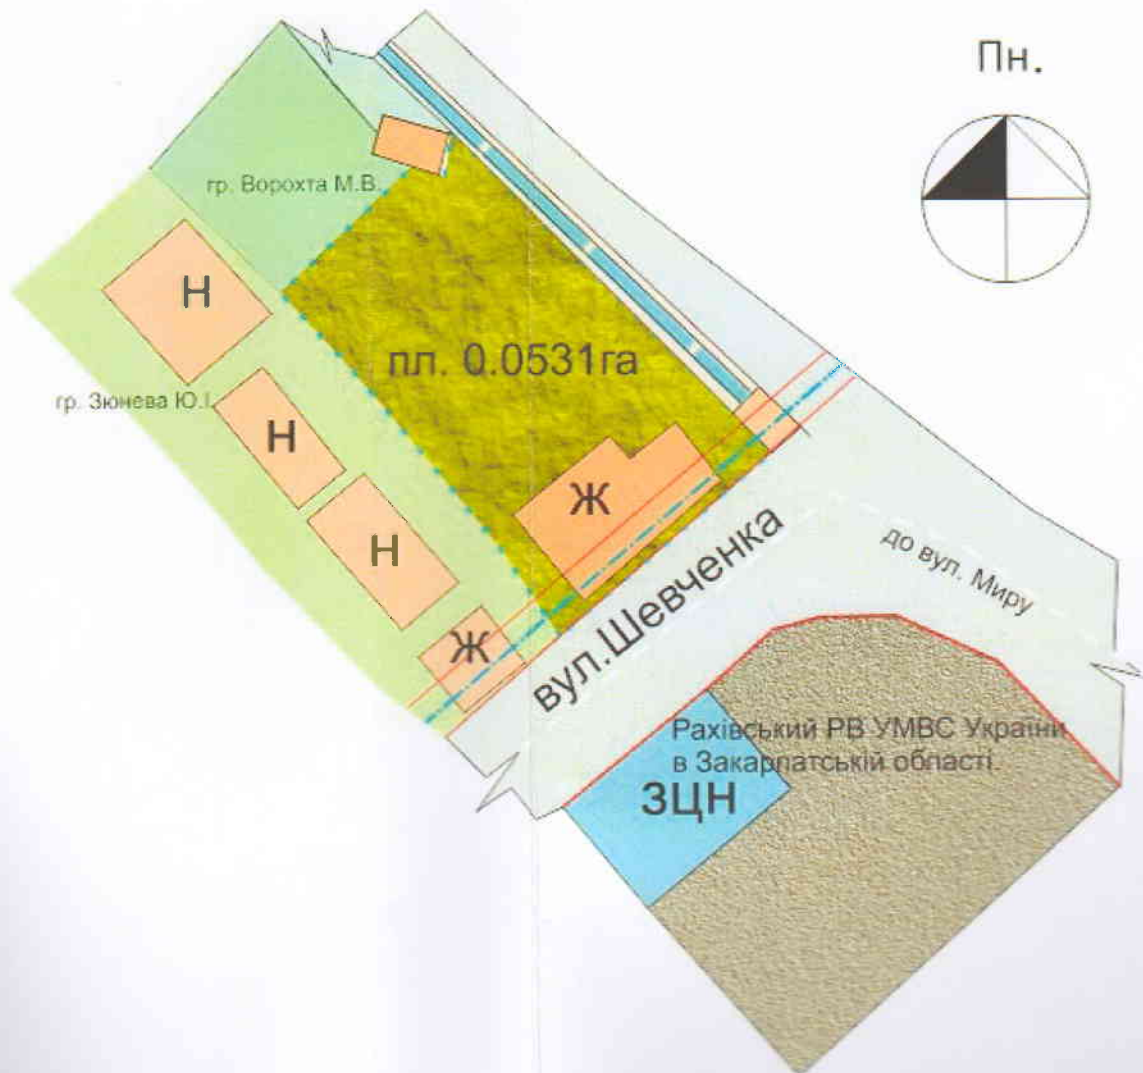 Пн.
гр. Ворохта М.В.
Н
пл. 0.0531га
гр. Зюнева Ю.І.
Н
Ж
Н
Ж
вул.Шевченка
до вул. Миру
Рахівський РВ УМВС України
в Закарпатській області.
ЗЦН